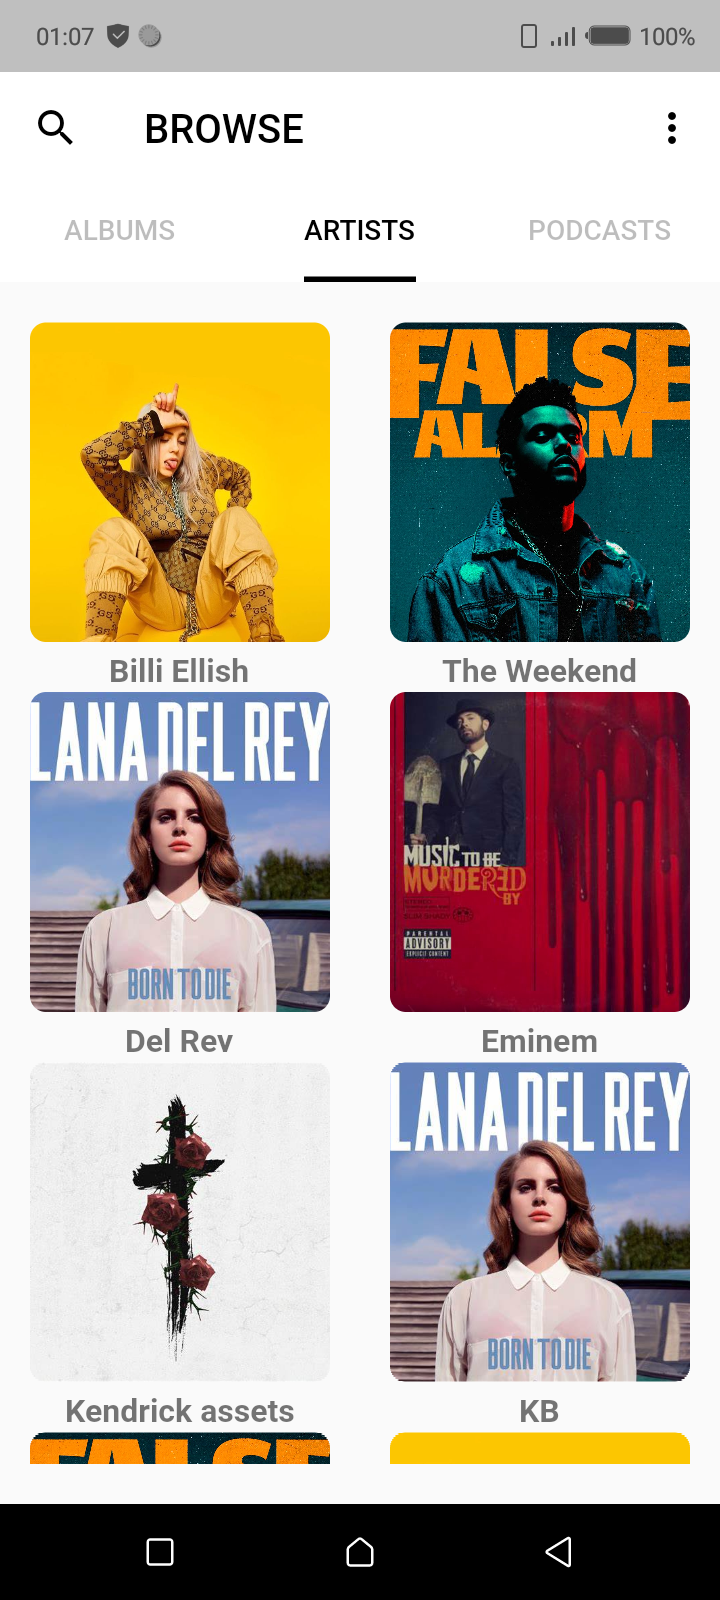 01:07 100%
BROWSE
ALBUMS ARTISTS PODCASTS
FALSE
ALARM
Billi Ellish The Weekend
LANA DEL REY
BORN TO DIE
MUSIC TO BE
MURDERED
BY
PARENTAL
ADVISORY
EXPLICIT CONTENT
Del Rev Eminem
LANA DEL REY
BORN TO DIE
Kendrick assets KB
FALSE